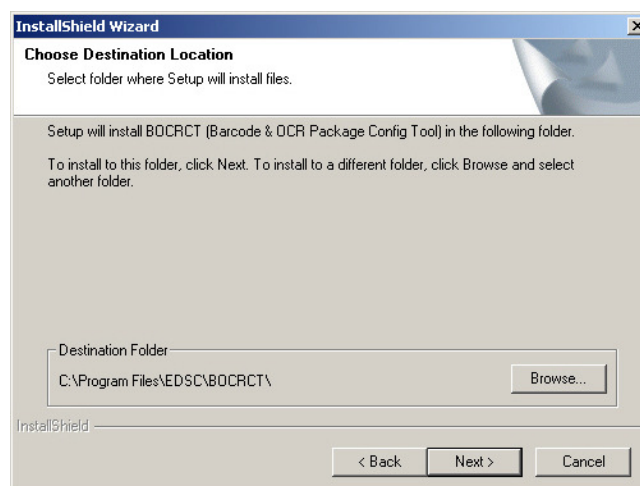 InstallShield Wizard
Choose Destination Location
Select folder where Setup will install files.
Setup will install BOCRCT (Barcode & OCR Package Config Tool) in the following folder.
To install to this folder, click Next. To install to a different folder, click Browse and select
another folder.
Destination Folder
C:\Program Files\EDSC\BOCRCT\
Browse...
InstallShield
< Back
Next >
Cancel